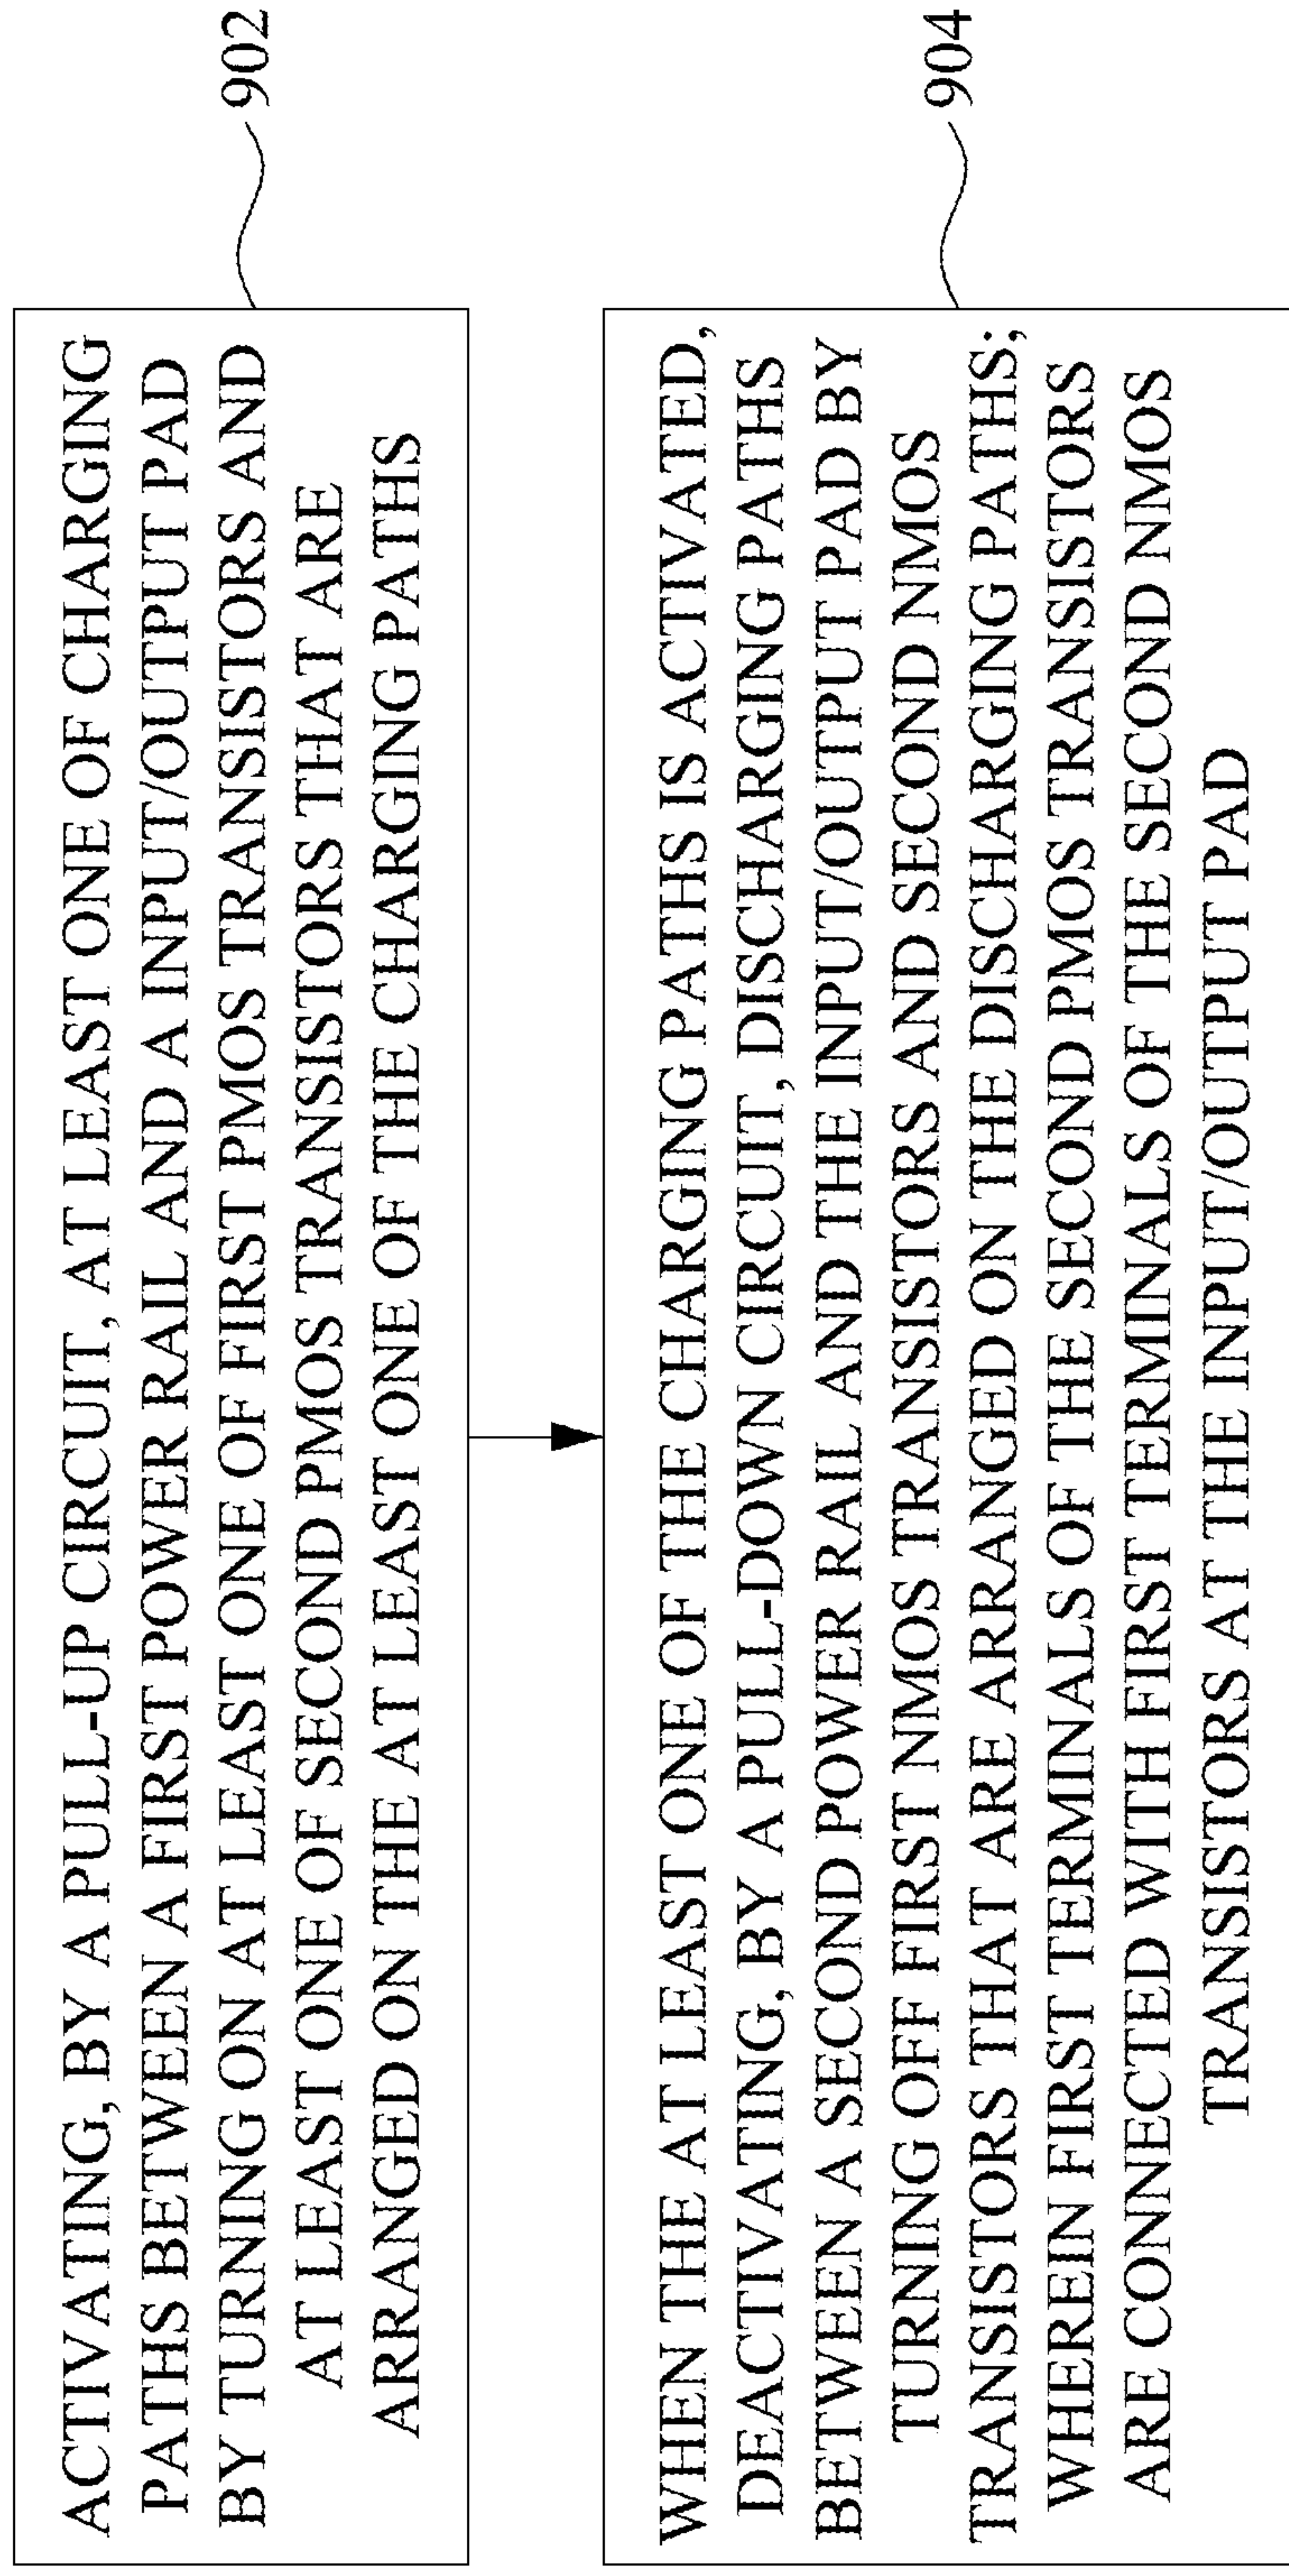 ACTIVATING, BY A PULL-UP CIRCUIT, AT LEAST ONE OF CHARGING
PATHS BETWEEN A FIRST POWER RAIL AND A INPUT/OUTPUT PAD
BY TURNING ON AT LEAST ONE OF FIRST PMOS TRANSISTORS AND
AT LEAST ONE OF SECOND PMOS TRANSISTORS THAT ARE
ARRANGED ON THE AT LEAST ONE OF THE CHARGING PATHS
902
WHEN THE AT LEAST ONE OF THE CHARGING PATHS IS ACTIVATED,
DEACTIVATING, BY A PULL-DOWN CIRCUIT, DISCHARGING PATHS
BETWEEN A SECOND POWER RAIL AND THE INPUT/OUTPUT PAD BY
TURNING OFF FIRST NMOS TRANSISTORS AND SECOND NMOS
TRANSISTORS THAT ARE ARRANGED ON THE DISCHARGING PATHS;
WHEREIN FIRST TERMINALS OF THE SECOND PMOS TRANSISTORS
ARE CONNECTED WITH FIRST TERMINALS OF THE SECOND NMOS
TRANSISTORS AT THE INPUT/OUTPUT PAD
904